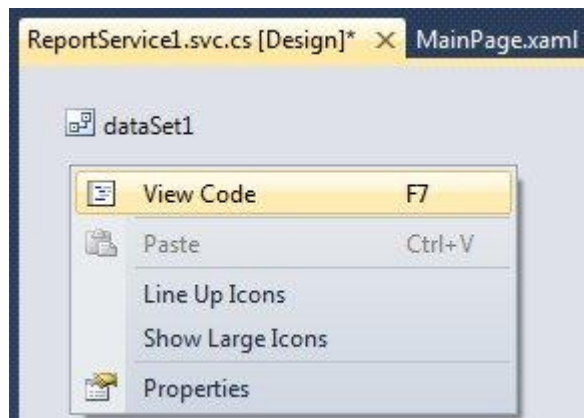 ReportService1.svc.cs [Design]* MainPage.xaml
dataSet1
View Code F7
Paste Ctrl+V
Line Up Icons
Show Large Icons
Properties